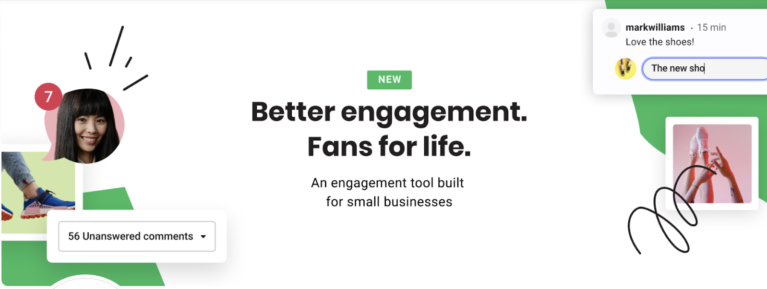 markwilliams · 15 min
Love the shoes!
The new sho
7
NEW
Better engagement.
Fans for life.
An engagement tool built
for small businesses
56 Unanswered comments